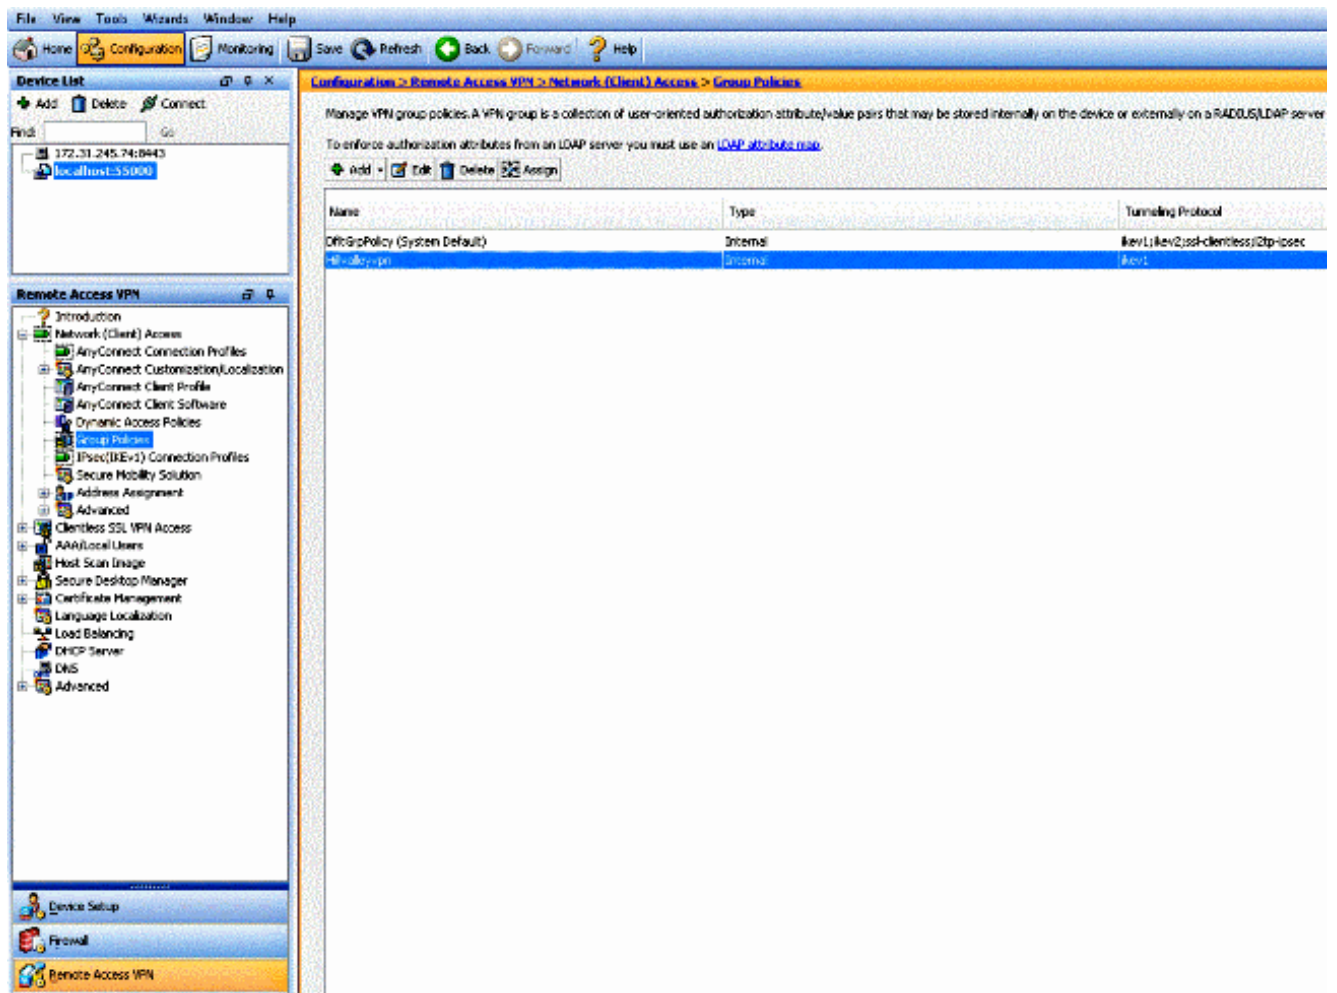 File View Tools Wizards Window Help
Home Configuration Monitoring Save Refresh Back Forward Help
Device List
Add Delete Connect
Find: Go
172.31.245.74:8443
localhost:55000
Remote Access VPN
Introduction
Network (Client) Access
AnyConnect Connection Profiles
AnyConnect Customization/Localization
AnyConnect Client Profile
AnyConnect Client Software
Dynamic Access Policies
Group Policies
IPsec(IKEv1) Connection Profiles
Secure Mobility Solution
Address Assignment
Advanced
Clientless SSL VPN Access
AAA/Local Users
Host Scan Image
Secure Desktop Manager
Certificate Management
Language Localization
Load Balancing
DHCP Server
DNS
Advanced
Device Setup
Firewall
Remote Access VPN
Configuration > Remote Access VPN > Network (Client) Access > Group Policies
Manage VPN group policies.A VPN group is a collection of user-oriented authorization attribute/value pairs that may be stored internally on the device or externally on a RADIUS/LDAP server
To enforce authorization attributes from an LDAP server you must use an LDAP attribute map.
Add Edit Delete Assign
Name Type Tunneling Protocol
DfltGrpPolicy (System Default) Internal ikev1;ikev2;ssl-clientless;l2tp-ipsec
Hillvalleyvpn Internal ikev1